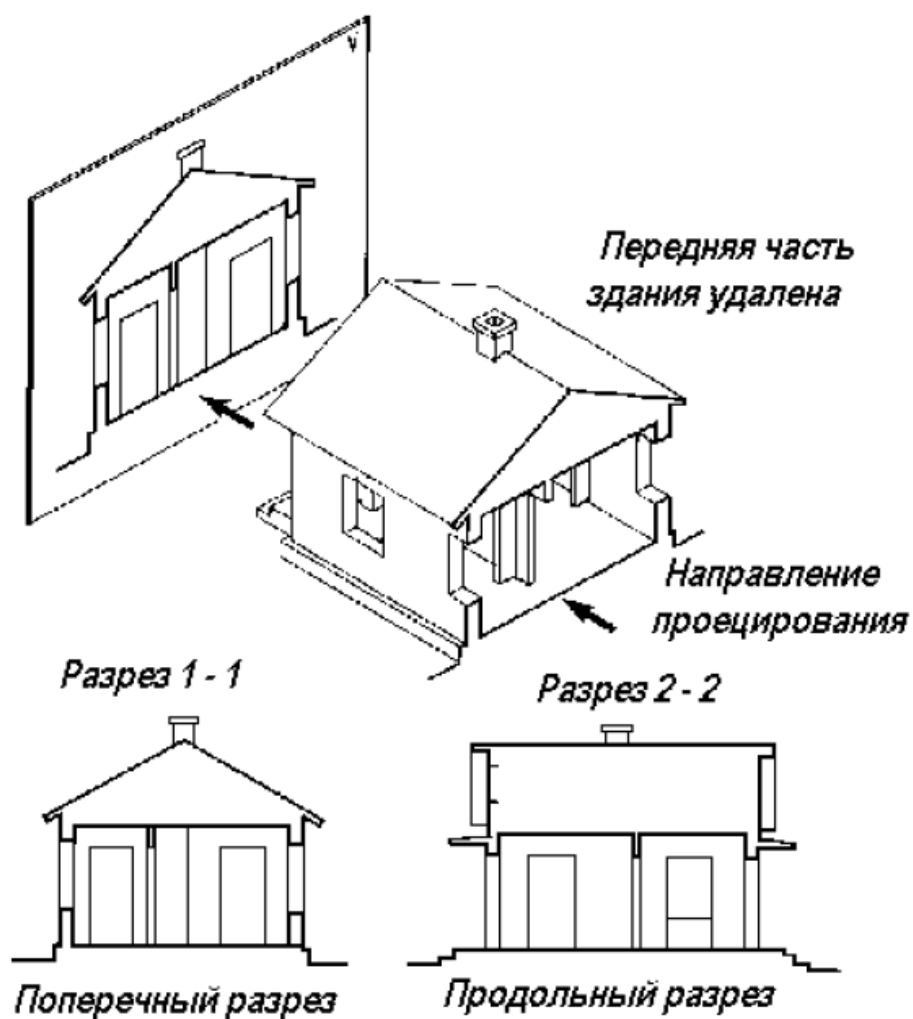 V
Передняя часть
здания удалена
Направление
проецирования
Разрез 1 - 1
Разрез 2 - 2
Поперечный разрез
Продольный разрез